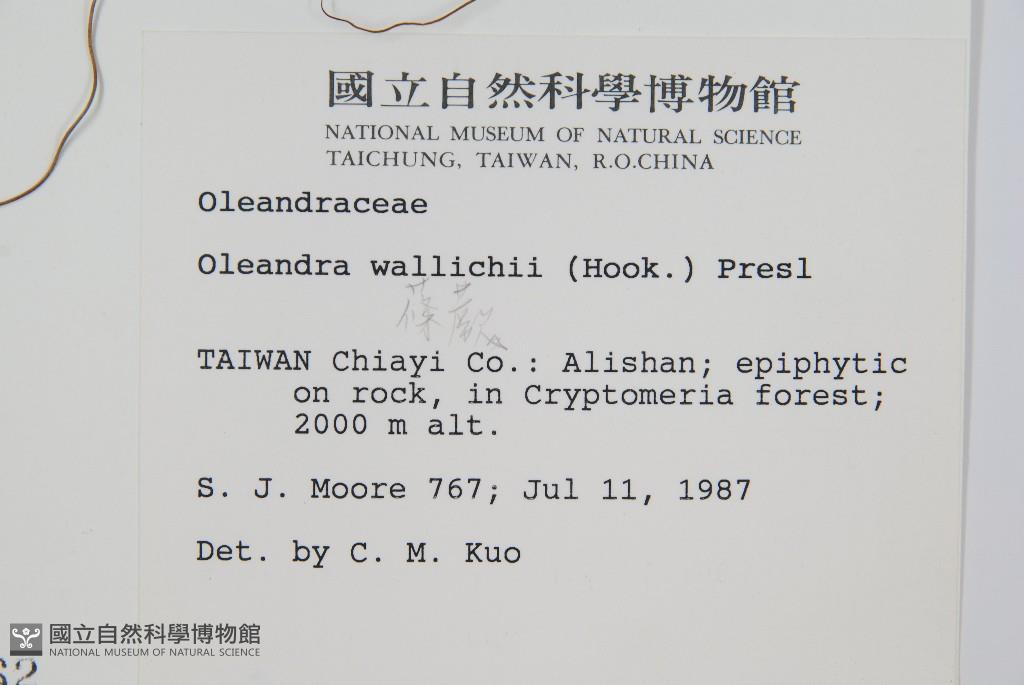 國立自然科學博物館
NATIONAL MUSEUM OF NATURAL SCIENCE
TAICHUNG, TAIWAN, R.O.CHINA
Oleandraceae
Oleandra wallichii (Hook.) Presl
蓧蕨
TAIWAN Chiayi Co.: Alishan; epiphytic
on rock, in Cryptomeria forest;
2000 m alt.
S. J. Moore 767; Jul 11, 1987
Det. by C. M. Kuo
國立自然科學博物館
NATIONAL MUSEUM OF NATURAL SCIENCE